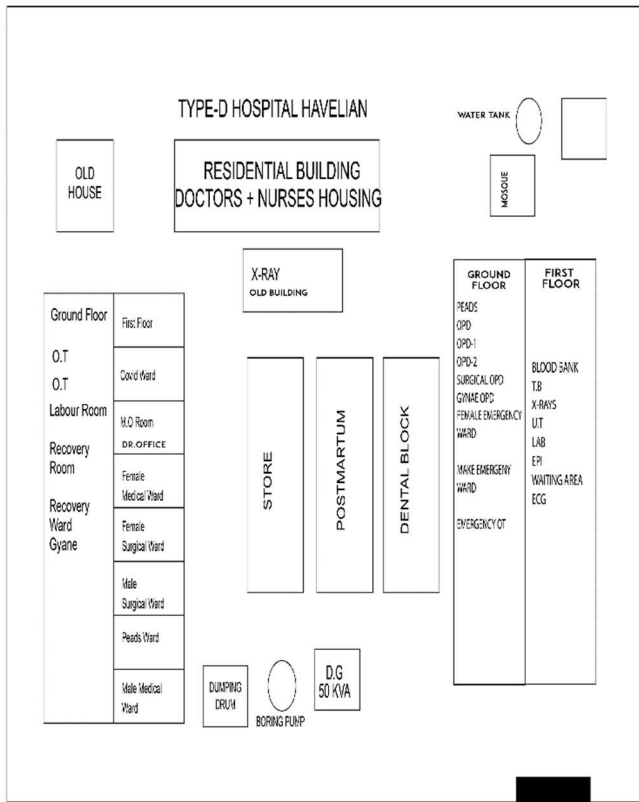 TYPE-D HOSPITAL HAVELIAN
WATER TANK
OLD
HOUSE
RESIDENTIAL BUILDING
DOCTORS + NURSES HOUSING
MOSQUE
X-RAY
OLD BUILDING
Ground Floor
O.T
O.T
Labour Room
Recovery
Room
Recovery
Ward
Gyane
First Floor
Covid Ward
M.O Room
DR.OFFICE
Female
Medical Ward
Female
Surgical Ward
Male
Surgical Ward
Peads Ward
Male Medical
Ward
STORE
POSTMARTUM
DENTAL BLOCK
GROUND
FLOOR
PEADS
OPD
OPD-1
OPD-2
SURGICAL OPD
GYNAE OPD
FEMALE EMERGENCY
WARD
MAKE EMERGENY
WARD
EMERGENCY OT
FIRST
FLOOR
BLOOD BANK
T.B
X-RAYS
U.T
LAB
EPI
WAITING AREA
ECG
DUMPING
DRUM
BORING PUMP
D.G
50 KVA